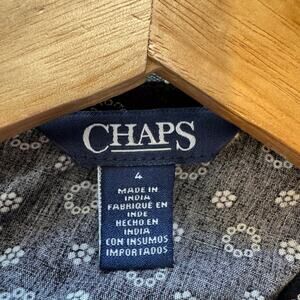 CHAPS
4
MADE IN
INDIA
FABRIQUÉ EN
INDE
HECHO EN
INDIA
CON INSUMOS
IMPORTADOS